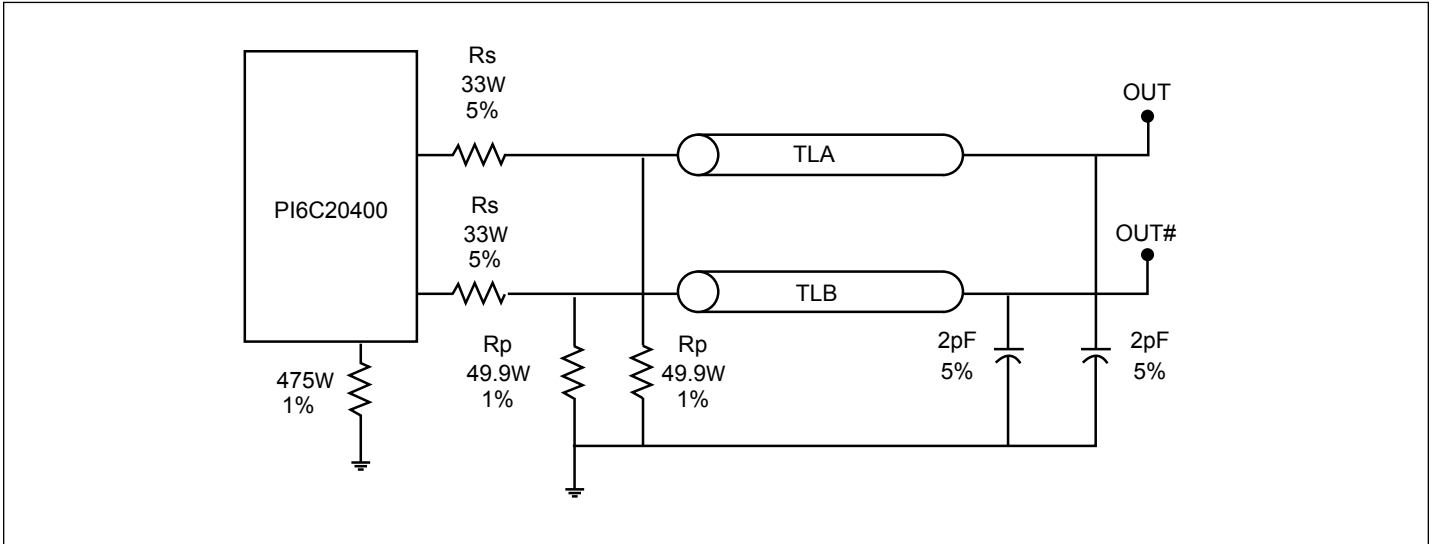 Rs
33W
5%
OUT
TLA
PI6C20400
Rs
33W
5%
OUT#
TLB
Rp
49.9W
1%
Rp
49.9W
1%
2pF
5%
2pF
5%
475W
1%